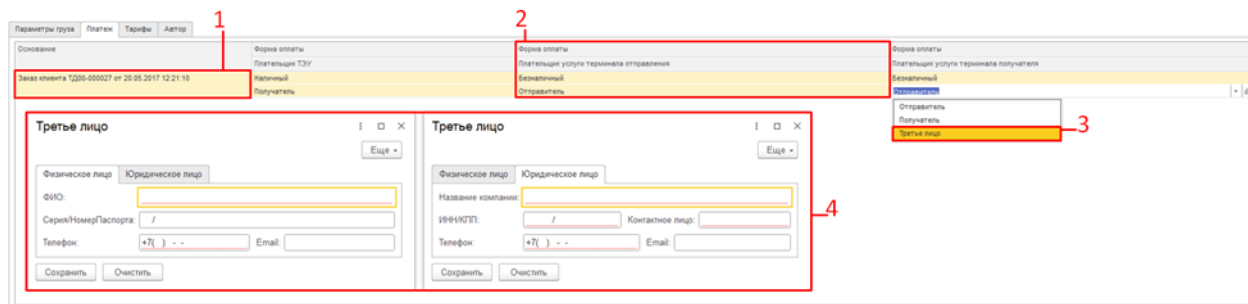 1
2
Параметры груза Платеж Тарифы Автор
Основание Форма оплаты Форма оплаты Форма оплаты
Плательщик ТЭУ Плательщик услуги терминала отправления Плательщик услуги терминала получателя
Заказ клиента ТД00-000027 от 20.05.2017 12:21:10 Наличный Безналичный Безналичный
Получатель Отправитель Отправитель
Отправитель
Получатель
Третье лицо
3
Третье лицо
Еще
Физическое лицо Юридическое лицо
ФИО:
Серия/НомерПаспорта: /
Телефон: +7( ) - - Email:
Сохранить Очистить
Третье лицо
Еще
Физическое лицо Юридическое лицо
Название компании:
ИНН/КПП: / Контактное лицо:
Телефон: +7( ) - - Email:
Сохранить Очистить
4